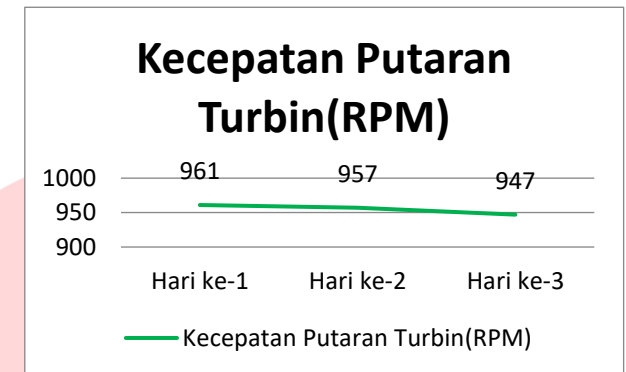 Kecepatan Putaran
Turbin(RPM)
961 957 947
1000
950
900
Hari ke-1 Hari ke-2 Hari ke-3
Kecepatan Putaran Turbin(RPM)